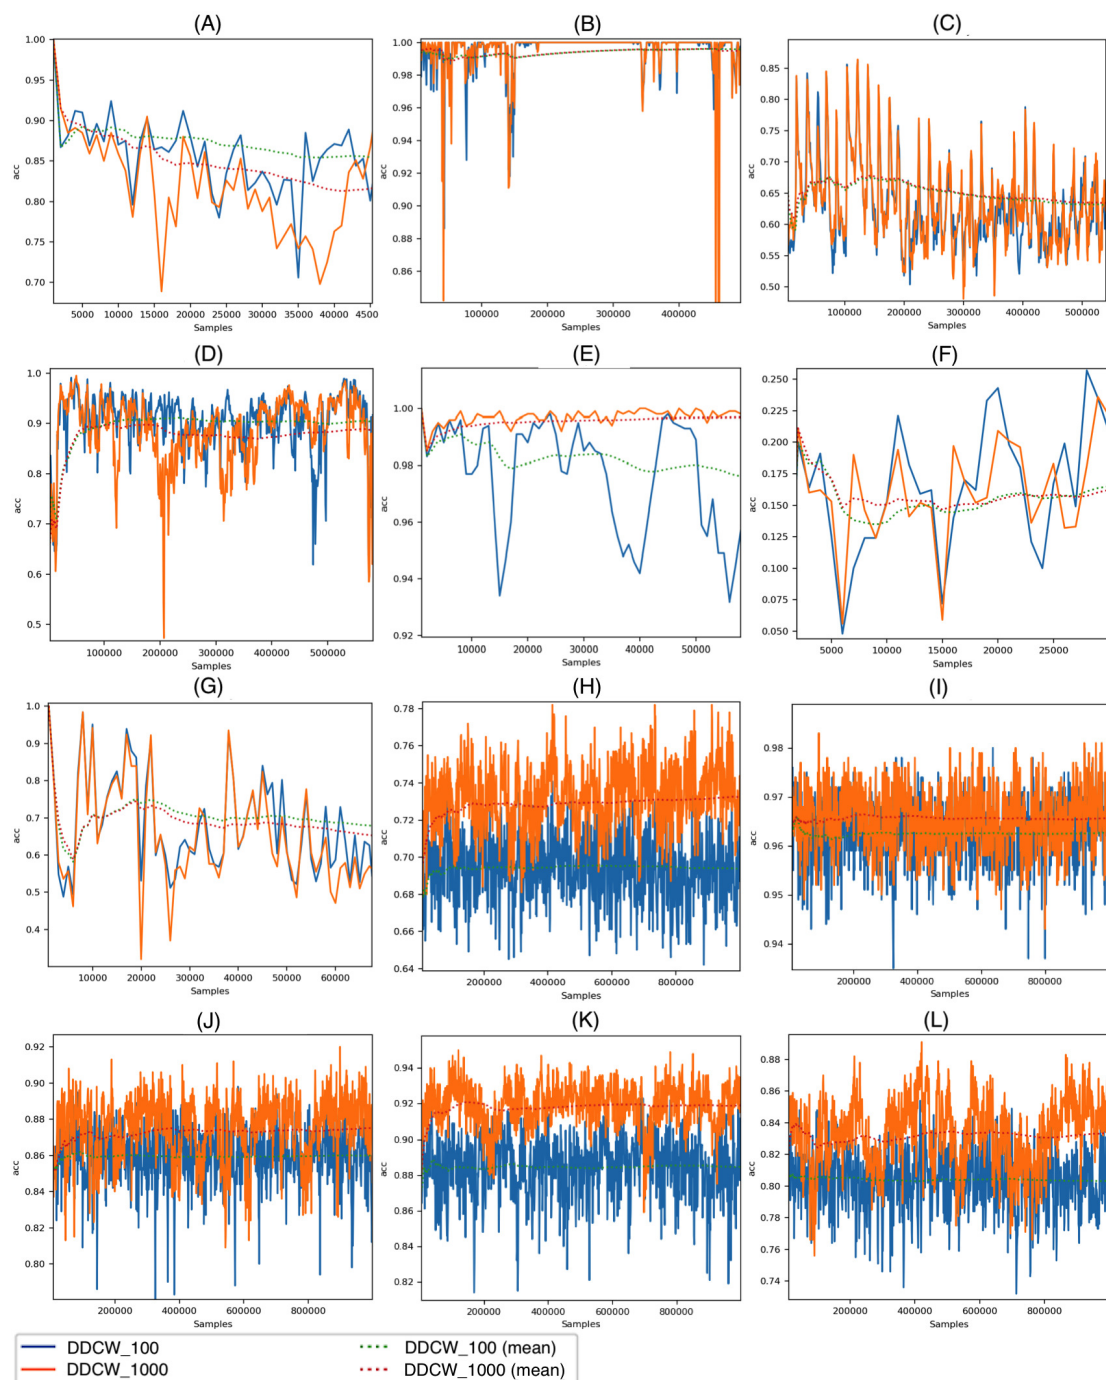 (A)
(B)
(C)
1.00
0.95
0.90
0.85
0.80
0.75
0.70
acc
5000 10000 15000 20000 25000 30000 35000 40000 4500
Samples
1.00
0.98
0.96
0.94
0.92
0.90
0.88
0.86
acc
100000 200000 300000 400000
Samples
0.85
0.80
0.75
0.70
0.65
0.60
0.55
0.50
acc
100000 200000 300000 400000 500000
Samples
(D)
(E)
(F)
1.0
0.9
0.8
0.7
0.6
0.5
acc
100000 200000 300000 400000 500000
Samples
1.00
0.98
0.96
0.94
0.92
acc
10000 20000 30000 40000 50000
Samples
0.250
0.225
0.200
0.175
0.150
0.125
0.100
0.075
0.050
acc
5000 10000 15000 20000 25000
Samples
(G)
(H)
(I)
1.0
0.9
0.8
0.7
0.6
0.5
0.4
acc
10000 20000 30000 40000 50000 60000
Samples
0.78
0.76
0.74
0.72
0.70
0.68
0.66
0.64
acc
200000 400000 600000 800000
Samples
0.98
0.97
0.96
0.95
0.94
acc
200000 400000 600000 800000
Samples
(J)
(K)
(L)
0.92
0.90
0.88
0.86
0.84
0.82
0.80
acc
200000 400000 600000 800000
Samples
0.94
0.92
0.90
0.88
0.86
0.84
0.82
acc
200000 400000 600000 800000
Samples
0.88
0.86
0.84
0.82
0.80
0.78
0.76
0.74
acc
200000 400000 600000 800000
Samples
DDCW_100
DDCW_1000
DDCW_100 (mean)
DDCW_1000 (mean)